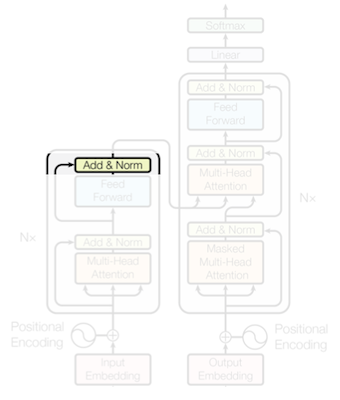 Softmax
Linear
Add & Norm
Feed
Forward
Add & Norm
Multi-Head
Attention
Add & Norm
Masked
Multi-Head
Attention
Nx
Positional
Encoding
Output
Embedding
Add & Norm
Feed
Forward
Add & Norm
Multi-Head
Attention
Nx
Positional
Encoding
Input
Embedding